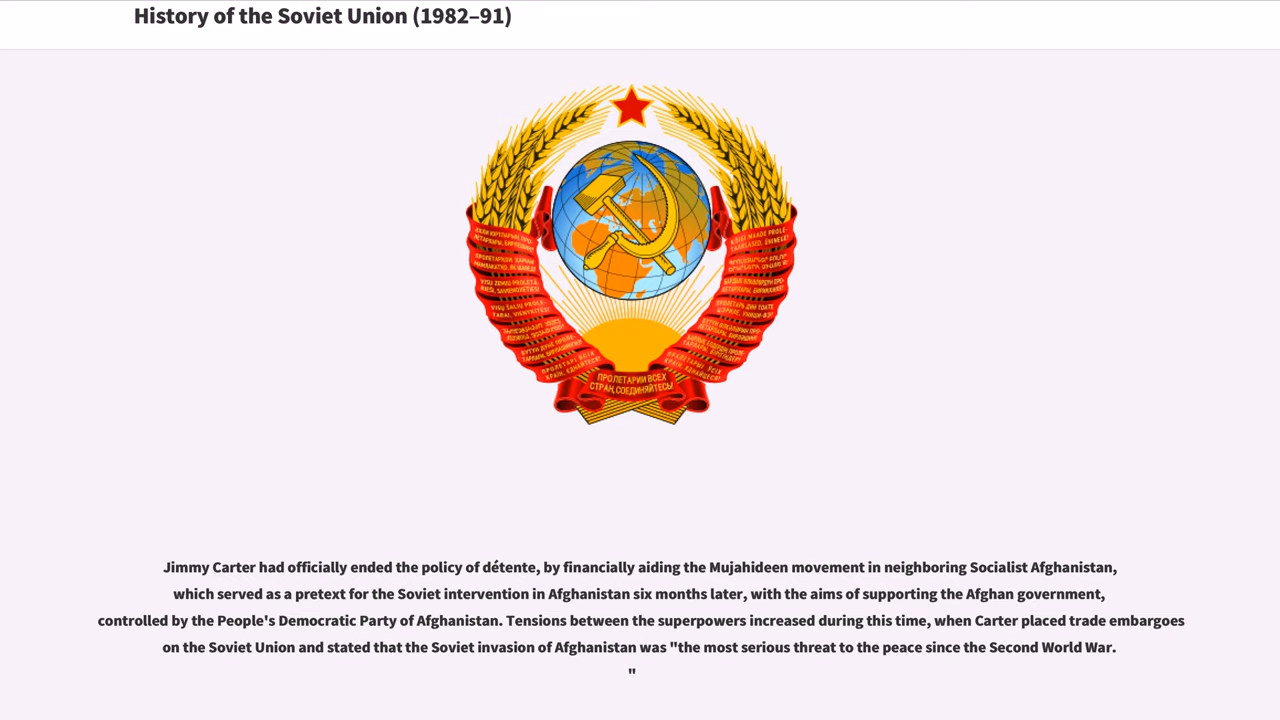 History of the Soviet Union (1982–91)
ПРОЛЕТАРИИ ВСЕХ
СТРАН, СОЕДИНЯЙТЕСЬ!
Jimmy Carter had officially ended the policy of détente, by financially aiding the Mujahideen movement in neighboring Socialist Afghanistan,
which served as a pretext for the Soviet intervention in Afghanistan six months later, with the aims of supporting the Afghan government,
controlled by the People's Democratic Party of Afghanistan. Tensions between the superpowers increased during this time, when Carter placed trade embargoes
on the Soviet Union and stated that the Soviet invasion of Afghanistan was "the most serious threat to the peace since the Second World War.
"